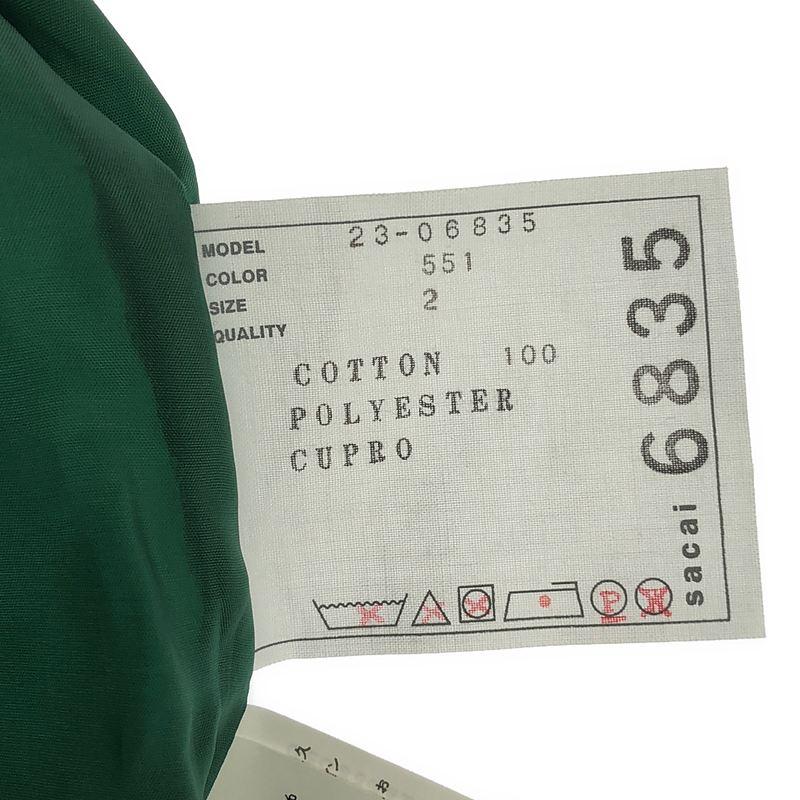 MODEL 23-06835
COLOR 551
SIZE 2
QUALITY
COTTON 100
POLYESTER
CUPRO
P
sacai 6835